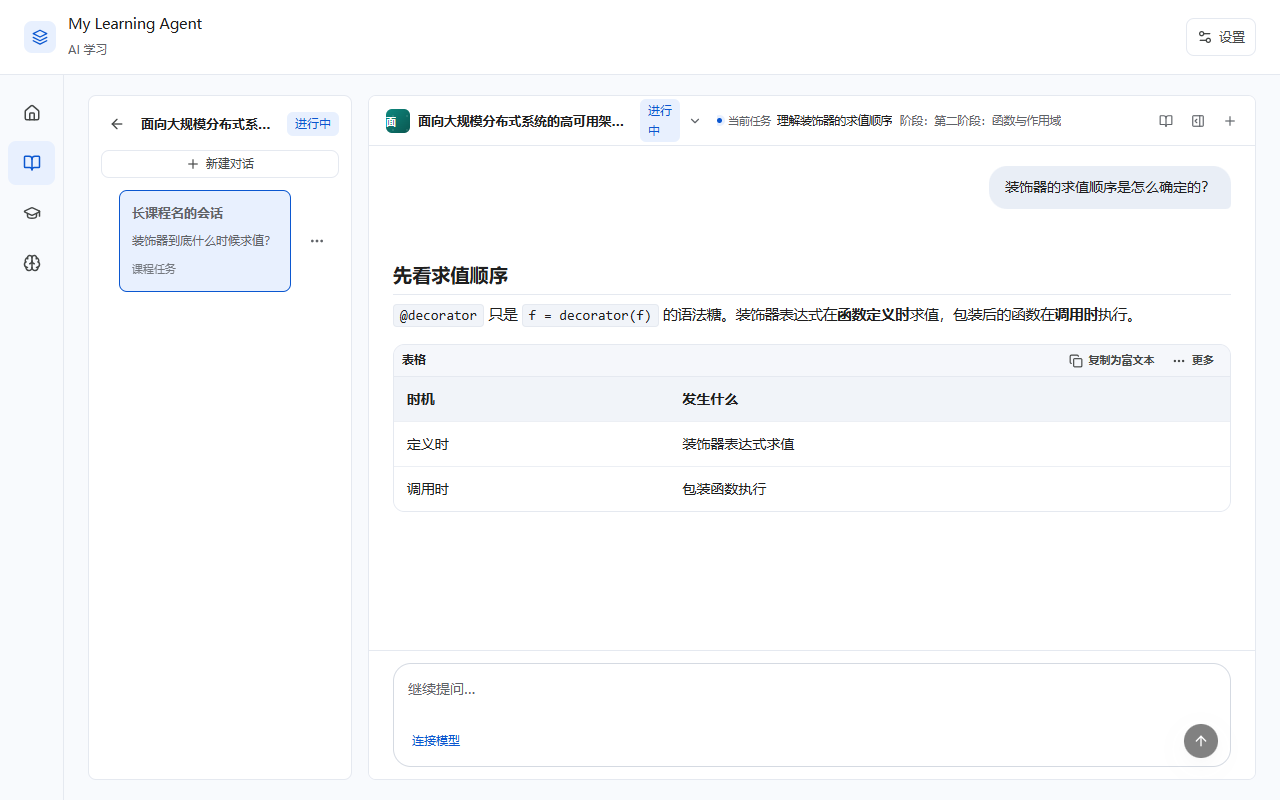 My Learning Agent
AI 学习
设置
面向大规模分布式系...
进行中
新建对话
长课程名的会话
装饰器到底什么时候求值？
课程任务
面
面向大规模分布式系统的高可用架...
进行
中
当前任务 理解装饰器的求值顺序 阶段：第二阶段：函数与作用域
装饰器的求值顺序是怎么确定的？
先看求值顺序
@decorator 只是 f = decorator(f) 的语法糖。装饰器表达式在函数定义时求值，包装后的函数在调用时执行。
表格
复制为富文本
更多
时机 发生什么
定义时 装饰器表达式求值
调用时 包装函数执行
继续提问...
连接模型